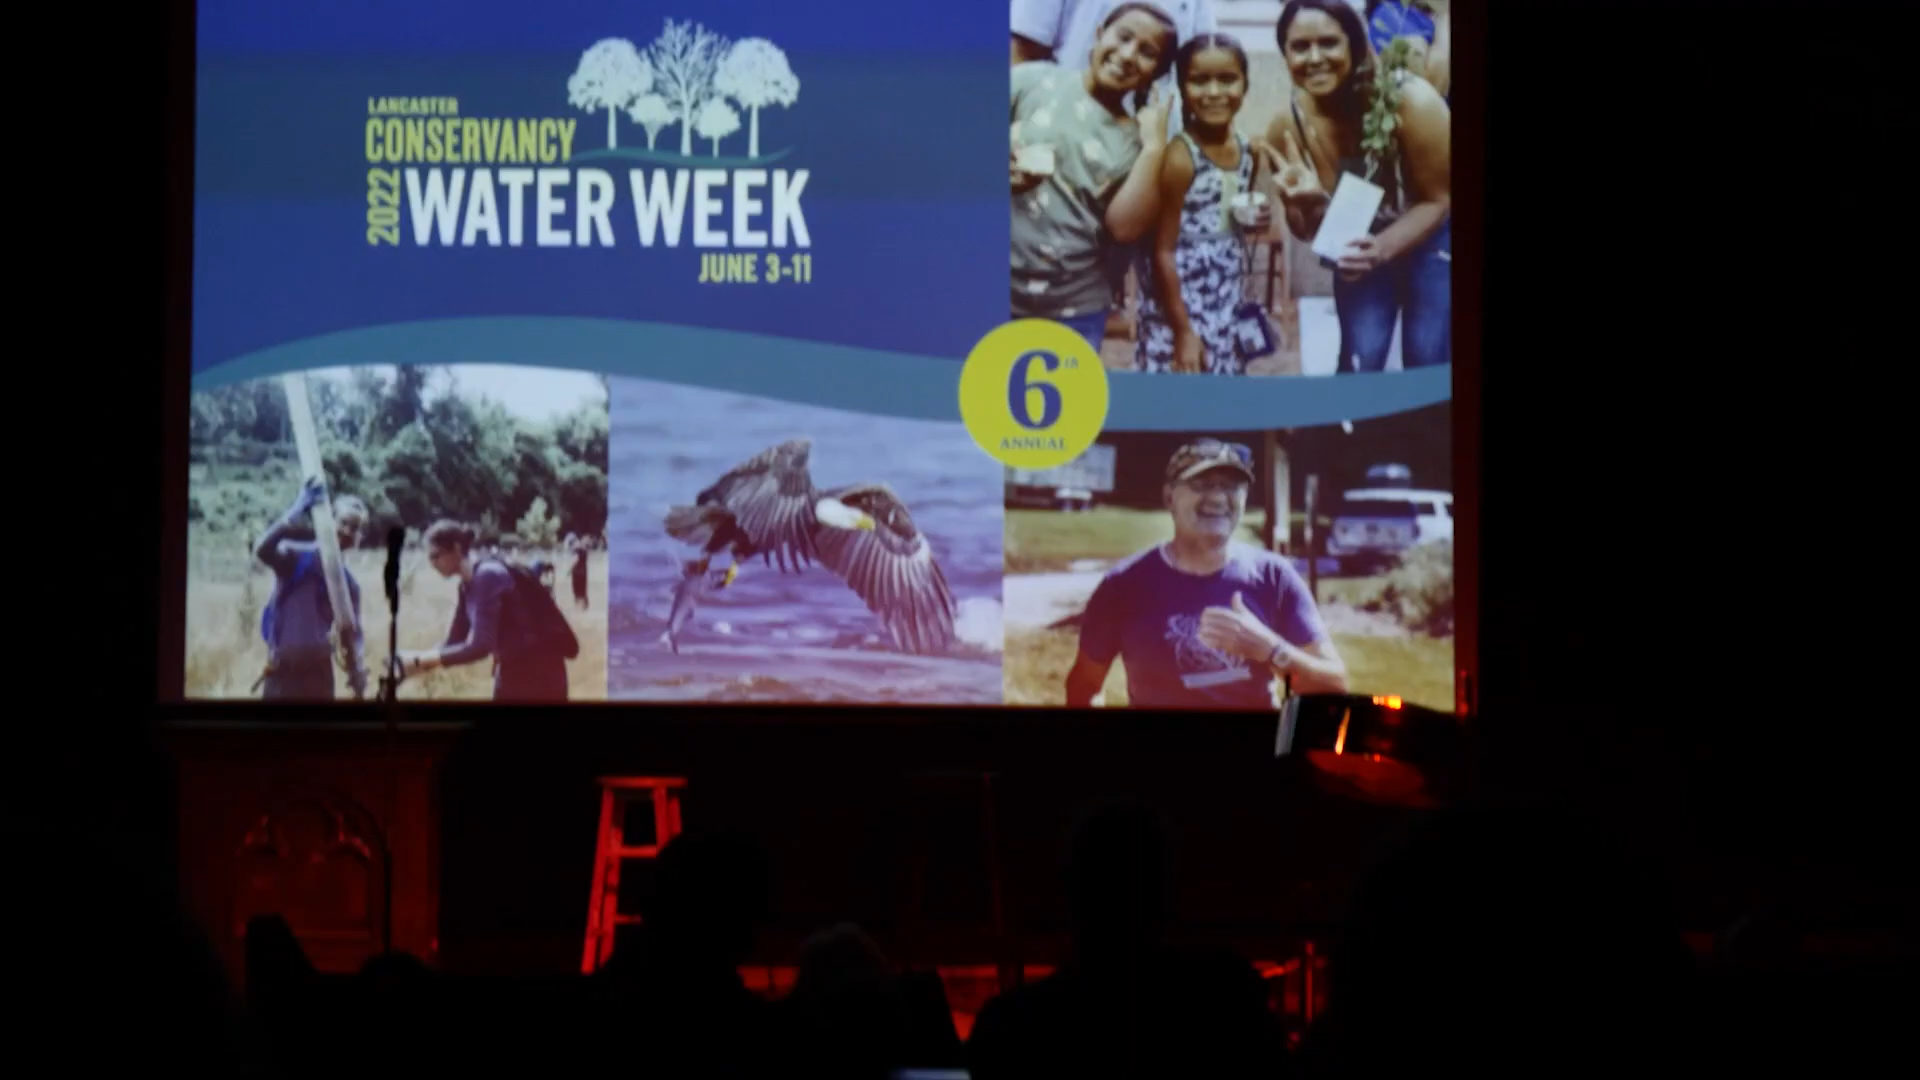 LANCASTER
CONSERVANCY
2022
WATER WEEK
JUNE 3-11
6TH
ANNUAL